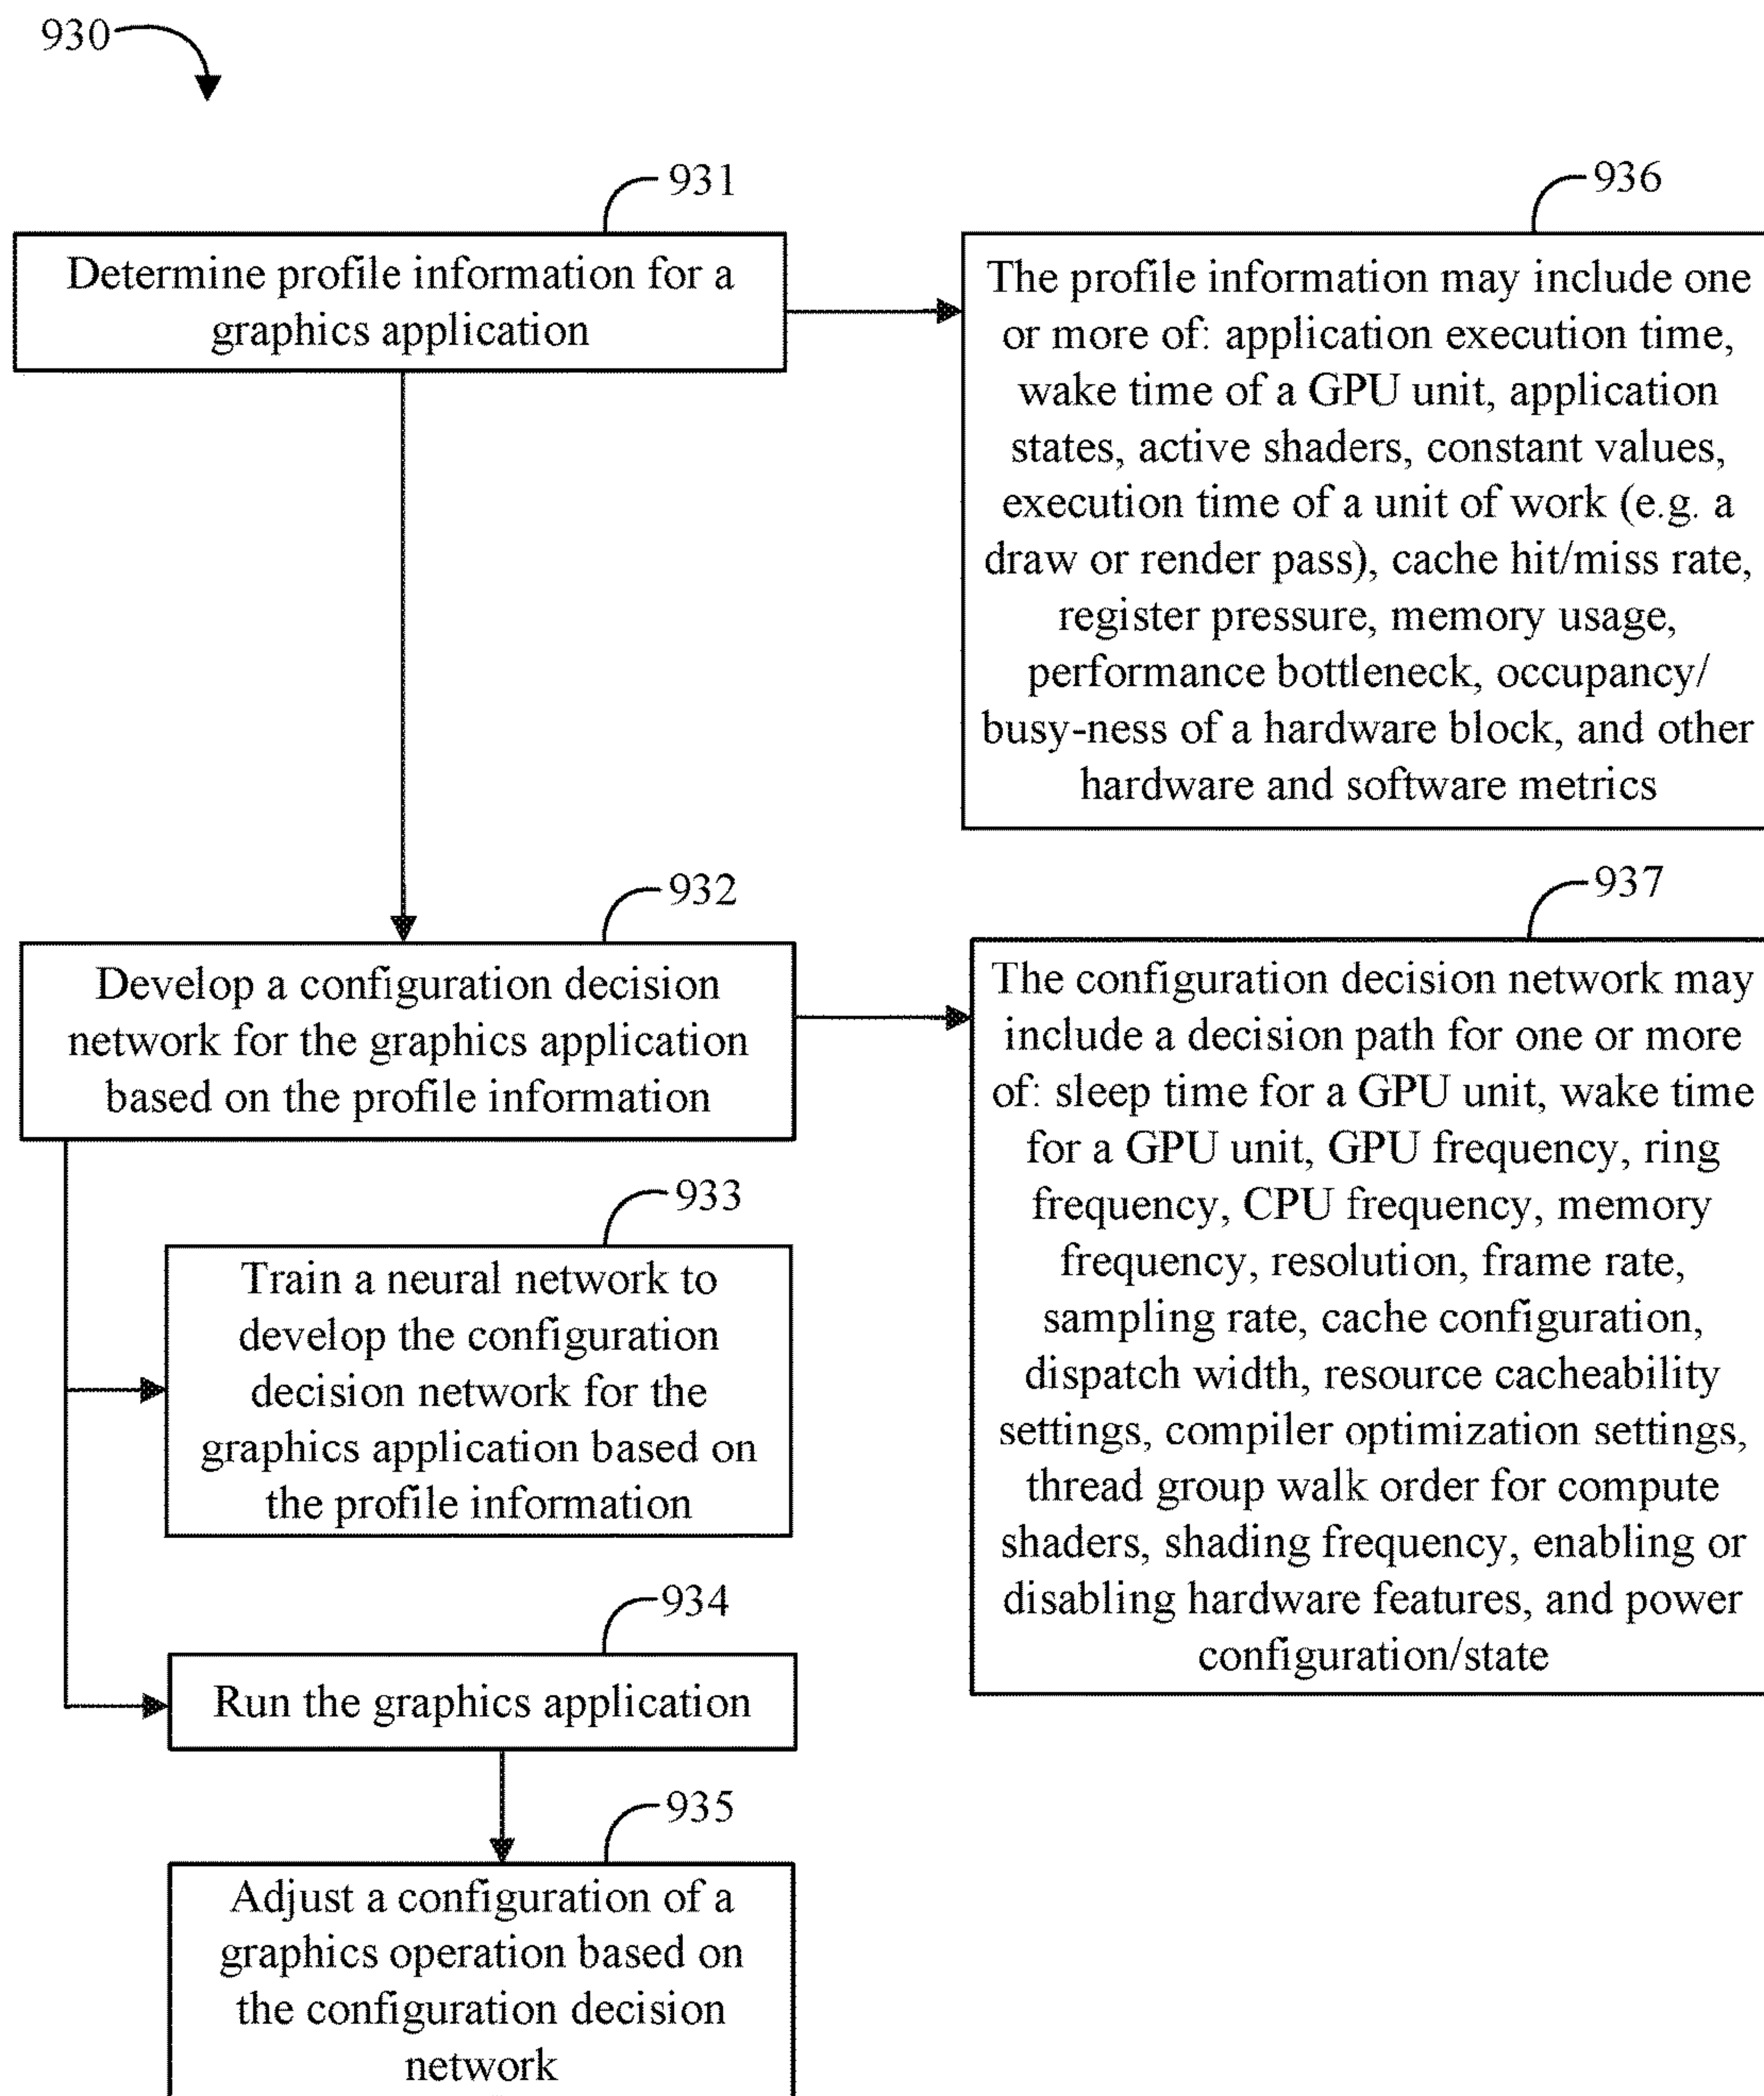 930
931
Determine profile information for a
graphics application
936
The profile information may include one
or more of: application execution time,
wake time of a GPU unit, application
states, active shaders, constant values,
execution time of a unit of work (e.g. a
draw or render pass), cache hit/miss rate,
register pressure, memory usage,
performance bottleneck, occupancy/
busy-ness of a hardware block, and other
hardware and software metrics
932
Develop a configuration decision
network for the graphics application
based on the profile information
937
The configuration decision network may
include a decision path for one or more
of: sleep time for a GPU unit, wake time
for a GPU unit, GPU frequency, ring
frequency, CPU frequency, memory
frequency, resolution, frame rate,
sampling rate, cache configuration,
dispatch width, resource cacheability
settings, compiler optimization settings,
thread group walk order for compute
shaders, shading frequency, enabling or
disabling hardware features, and power
configuration/state
933
Train a neural network to
develop the configuration
decision network for the
graphics application based on
the profile information
934
Run the graphics application
935
Adjust a configuration of a
graphics operation based on
the configuration decision
network